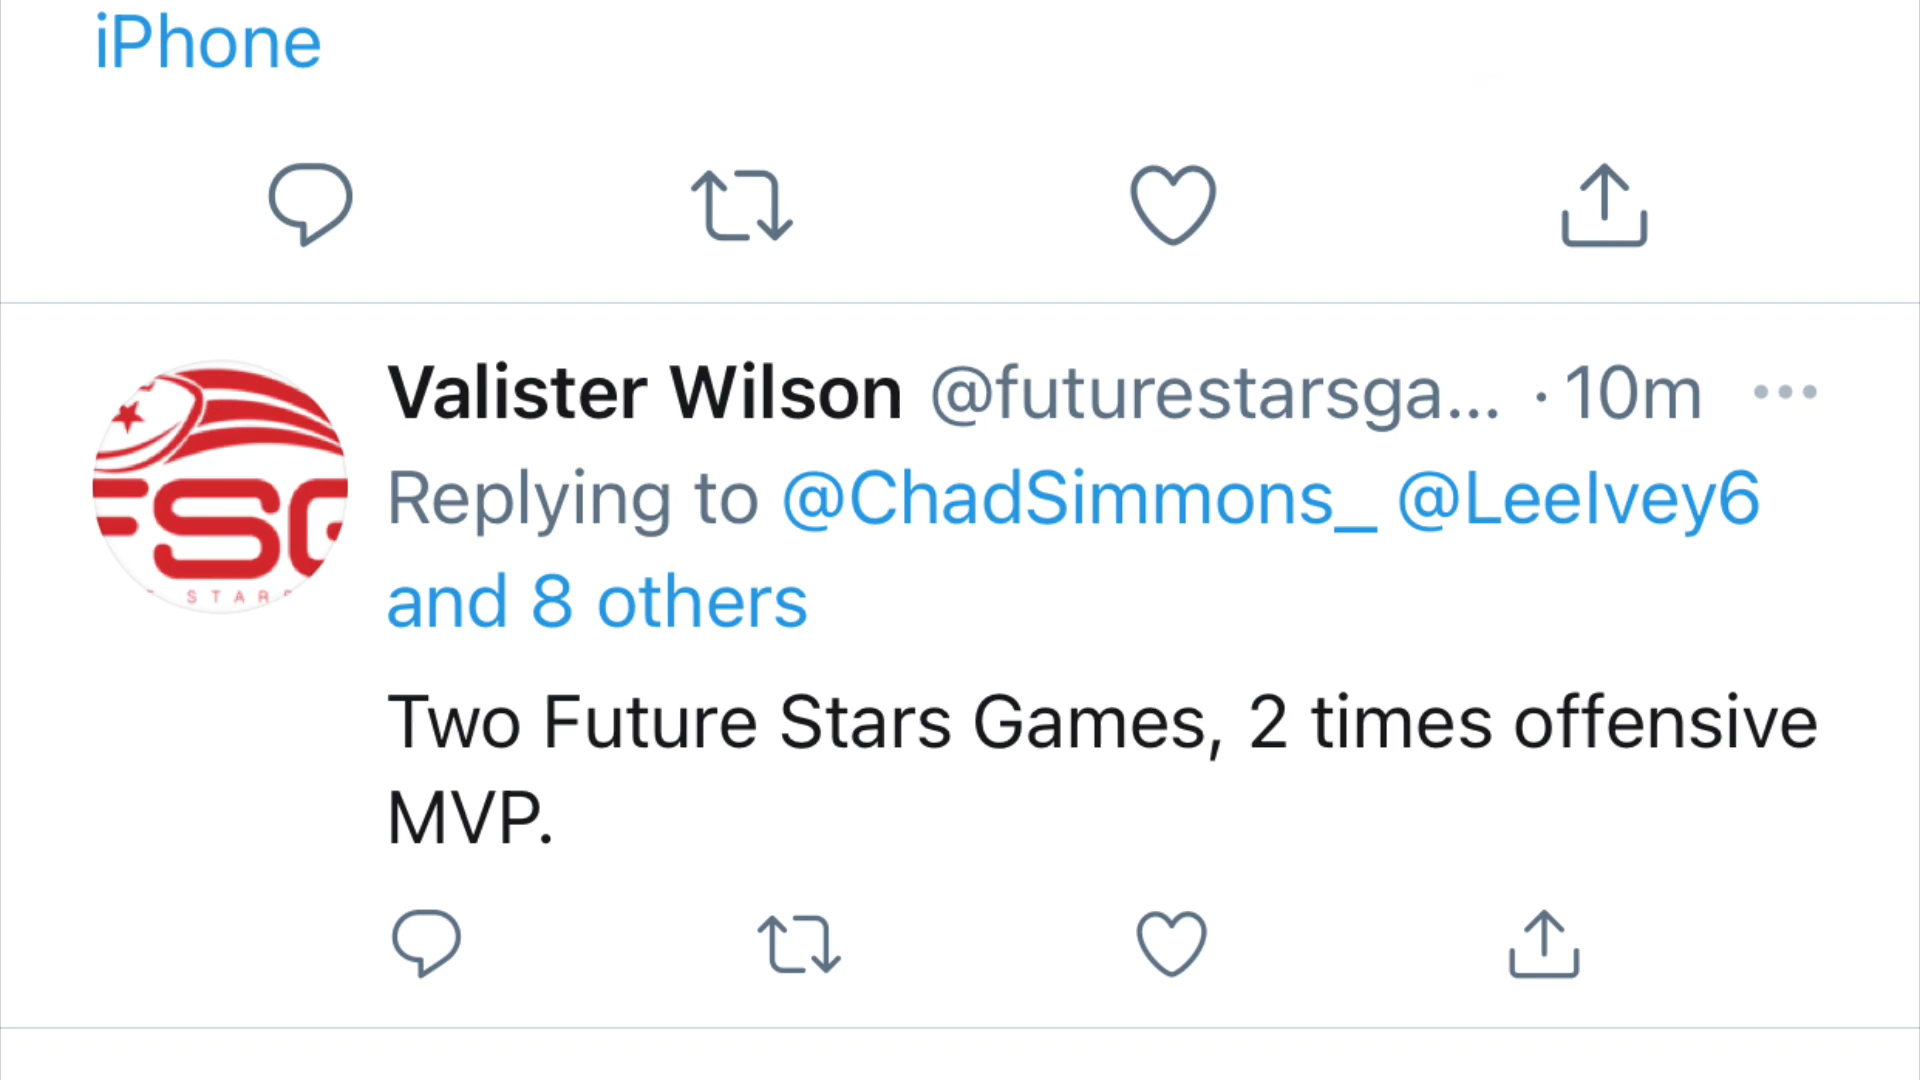 iPhone
Valister Wilson @futurestarsga... · 10m
Replying to @ChadSimmons_ @LeeIvey6
and 8 others
FSG
STARS
Two Future Stars Games, 2 times offensive
MVP.